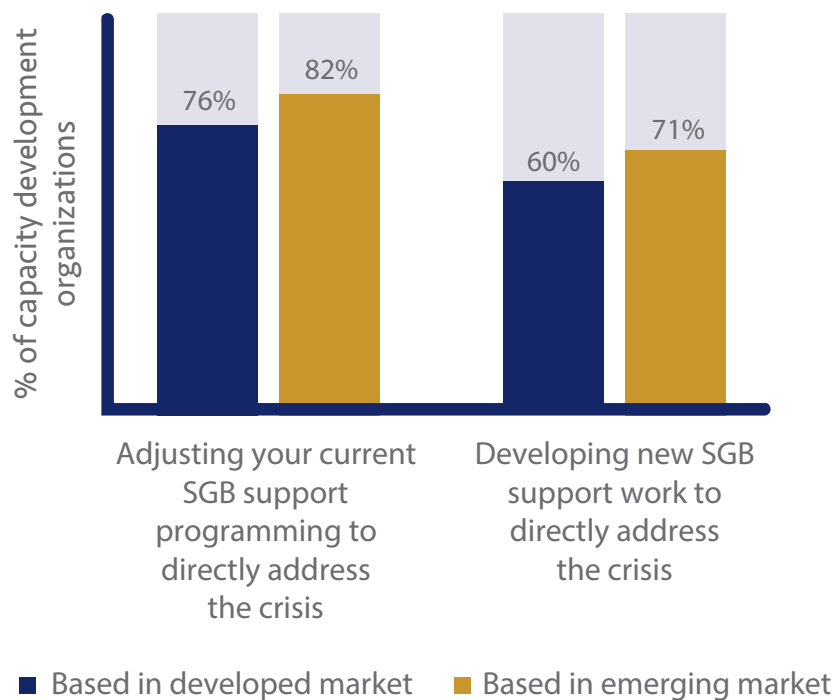 % of capacity development
organizations
76%
82%
60%
71%
Adjusting your current
SGB support
programming to
directly address
the crisis
Developing new SGB
support work to
directly address
the crisis
Based in developed market
Based in emerging market